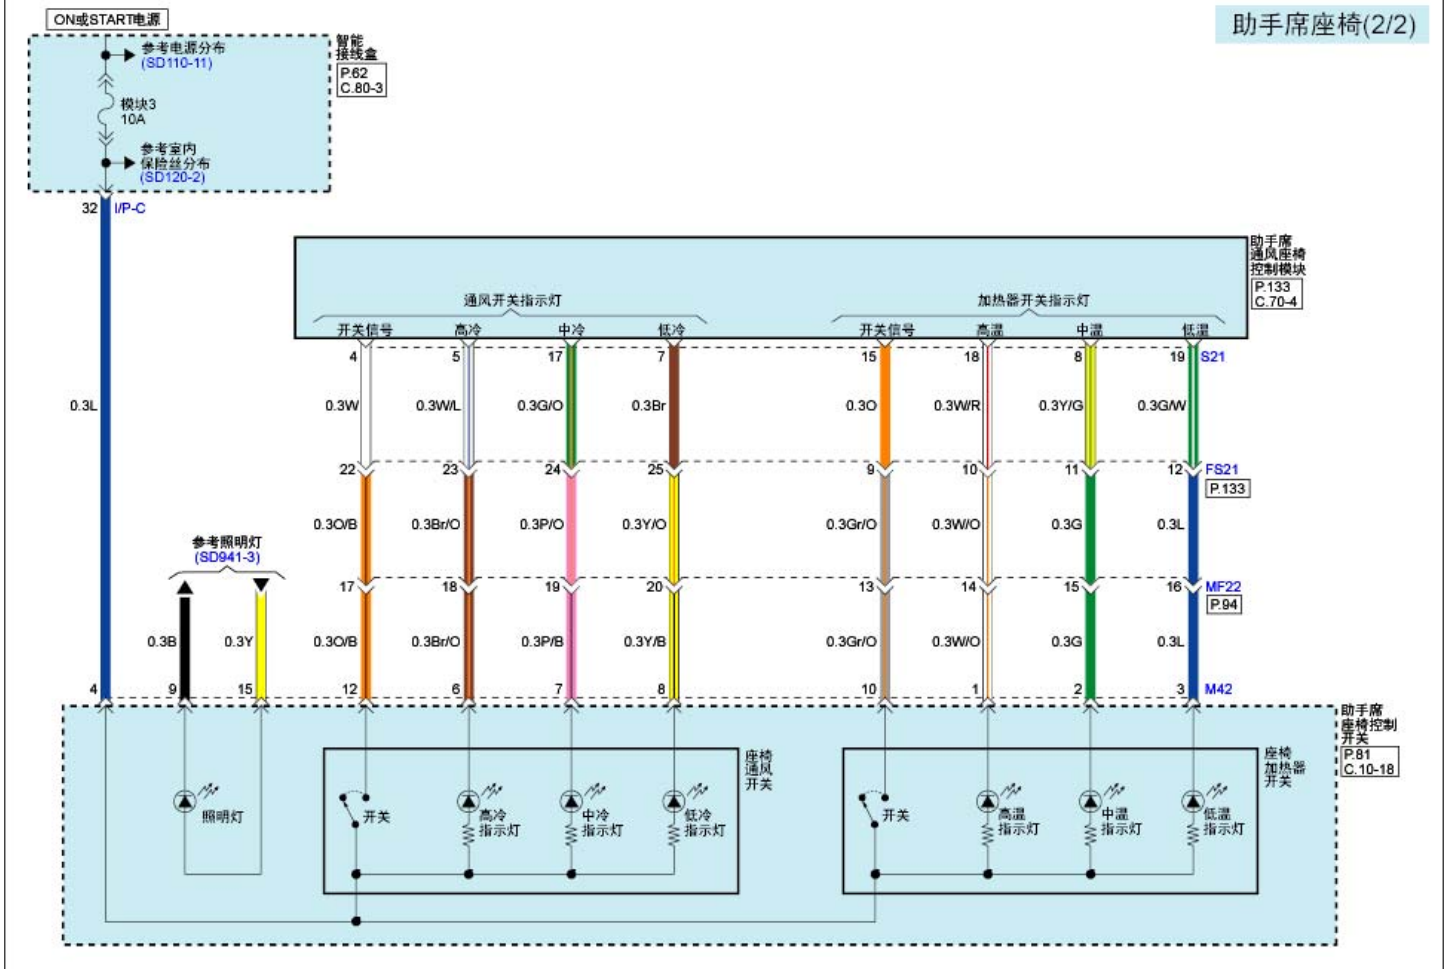 助手席座椅(2/2)
ON或START电源
参考电源分布
(SD110-11)
模块3
10A
参考室内
保险丝分布
(SD120-2)
智能
接线盒
P.62
C.80-3
32 I/P-C
助手席
通风座椅
控制模块
P.133
C.70-4
通风开关指示灯 加热器开关指示灯
开关信号 高冷 中冷 低冷 开关信号 高温 中温 低温
4 5 17 7 15 18 8 19 S21
0.3L 0.3W 0.3W/L 0.3G/O 0.3Br 0.3O 0.3W/R 0.3Y/G 0.3G/W
22 23 24 25 9 10 11 12 FS21
P.133
0.3O/B 0.3Br/O 0.3P/O 0.3Y/O 0.3Gr/O 0.3W/O 0.3G 0.3L
参考照明灯
(SD941-3)
17 18 19 20 13 14 15 16 MF22
P.94
0.3B 0.3Y 0.3O/B 0.3Br/O 0.3P/B 0.3Y/B 0.3Gr/O 0.3W/O 0.3G 0.3L
4 9 15 12 6 7 8 10 1 2 3 M42
助手席
座椅控制
开关
P.81
C.10-18
座椅
通风
开关
座椅
加热器
开关
照明灯
开关
高冷
指示灯
中冷
指示灯
低冷
指示灯
开关
高温
指示灯
中温
指示灯
低温
指示灯